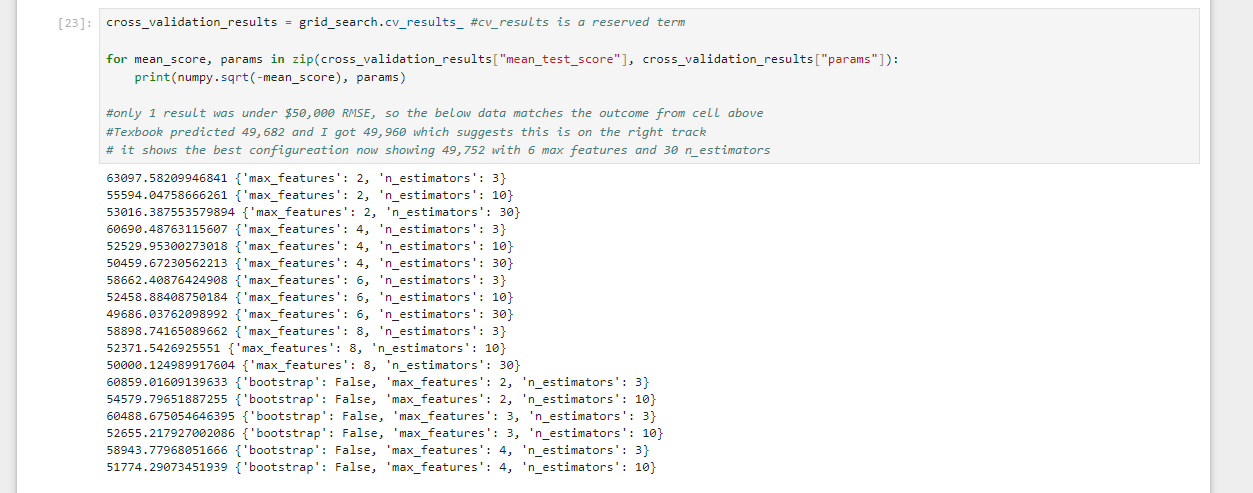 [23]: cross_validation_results = grid_search.cv_results_ #cv_results is a reserved term
for mean_score, params in zip(cross_validation_results["mean_test_score"], cross_validation_results["params"]):
print(numpy.sqrt(-mean_score), params)
#only 1 result was under $50,000 RMSE, so the below data matches the outcome from cell above
#Texbook predicted 49,682 and I got 49,960 which suggests this is on the right track
# it shows the best configureation now showing 49,752 with 6 max features and 30 n_estimators
63097.58209946841 {'max_features': 2, 'n_estimators': 3}
55594.04758666261 {'max_features': 2, 'n_estimators': 10}
53016.387553579894 {'max_features': 2, 'n_estimators': 30}
60690.48763115607 {'max_features': 4, 'n_estimators': 3}
52529.95300273018 {'max_features': 4, 'n_estimators': 10}
50459.67230562213 {'max_features': 4, 'n_estimators': 30}
58662.40876424908 {'max_features': 6, 'n_estimators': 3}
52458.88408750184 {'max_features': 6, 'n_estimators': 10}
49686.03762098992 {'max_features': 6, 'n_estimators': 30}
58898.74165089662 {'max_features': 8, 'n_estimators': 3}
52371.5426925551 {'max_features': 8, 'n_estimators': 10}
50000.124989917604 {'max_features': 8, 'n_estimators': 30}
60859.01609139633 {'bootstrap': False, 'max_features': 2, 'n_estimators': 3}
54579.79651887255 {'bootstrap': False, 'max_features': 2, 'n_estimators': 10}
60488.675054646395 {'bootstrap': False, 'max_features': 3, 'n_estimators': 3}
52655.217927002086 {'bootstrap': False, 'max_features': 3, 'n_estimators': 10}
58943.77968051666 {'bootstrap': False, 'max_features': 4, 'n_estimators': 3}
51774.29073451939 {'bootstrap': False, 'max_features': 4, 'n_estimators': 10}